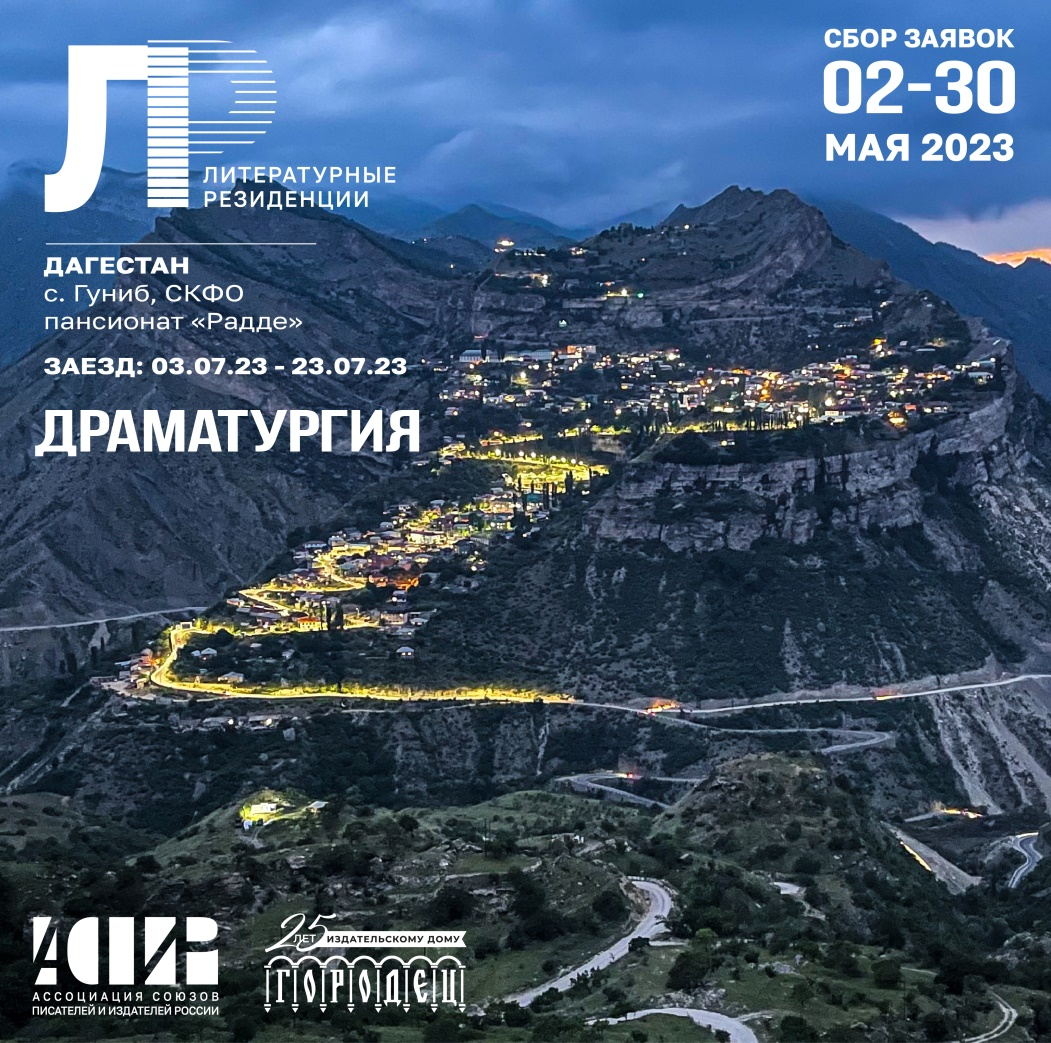 ЛР
ЛИТЕРАТУРНЫЕ
РЕЗИДЕНЦИИ
СБОР ЗАЯВОК
02-30
МАЯ 2023
ДАГЕСТАН
с. Гуниб, СКФО
пансионат «Радде»
ЗАЕЗД: 03.07.23 - 23.07.23
ДРАМАТУРГИЯ
АСПИР
АССОЦИАЦИЯ СОЮЗОВ
ПИСАТЕЛЕЙ И ИЗДАТЕЛЕЙ РОССИИ
25 ЛЕТ ИЗДАТЕЛЬСКОМУ ДОМУ
ГОРОДЕЦ